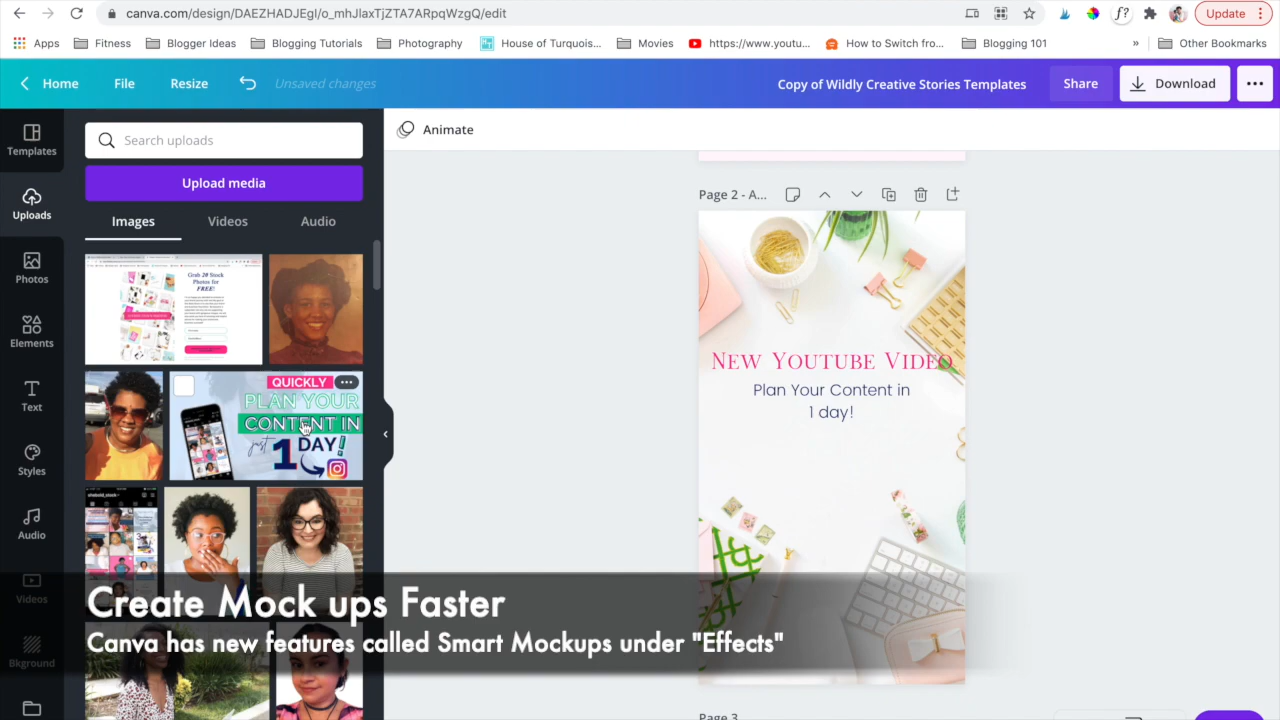 canva.com/design/DAEZHADJEgI/o_mhJlaxTjZTA7ARpqWzgQ/edit
f?
Update
Apps
Fitness
Blogger Ideas
Blogging Tutorials
Photography
House of Turquois...
Movies
https://www.youtu...
How to Switch fro...
Blogging 101
»
Other Bookmarks
Home
File
Resize
Unsaved changes
Copy of Wildly Creative Stories Templates
Share
Download
Templates
Uploads
Photos
Elements
Text
Styles
Audio
Videos
Bkground
Search uploads
Upload media
Images
Videos
Audio
Grab 20 Stock
Photos for
FREE!
QUICKLY
PLAN YOUR
CONTENT IN
just 1 DAY!
Animate
Page 2 - A...
New Youtube Video
Plan Your Content in
1 day!
Create Mock ups Faster
Canva has new features called Smart Mockups under "Effects"
Page 3